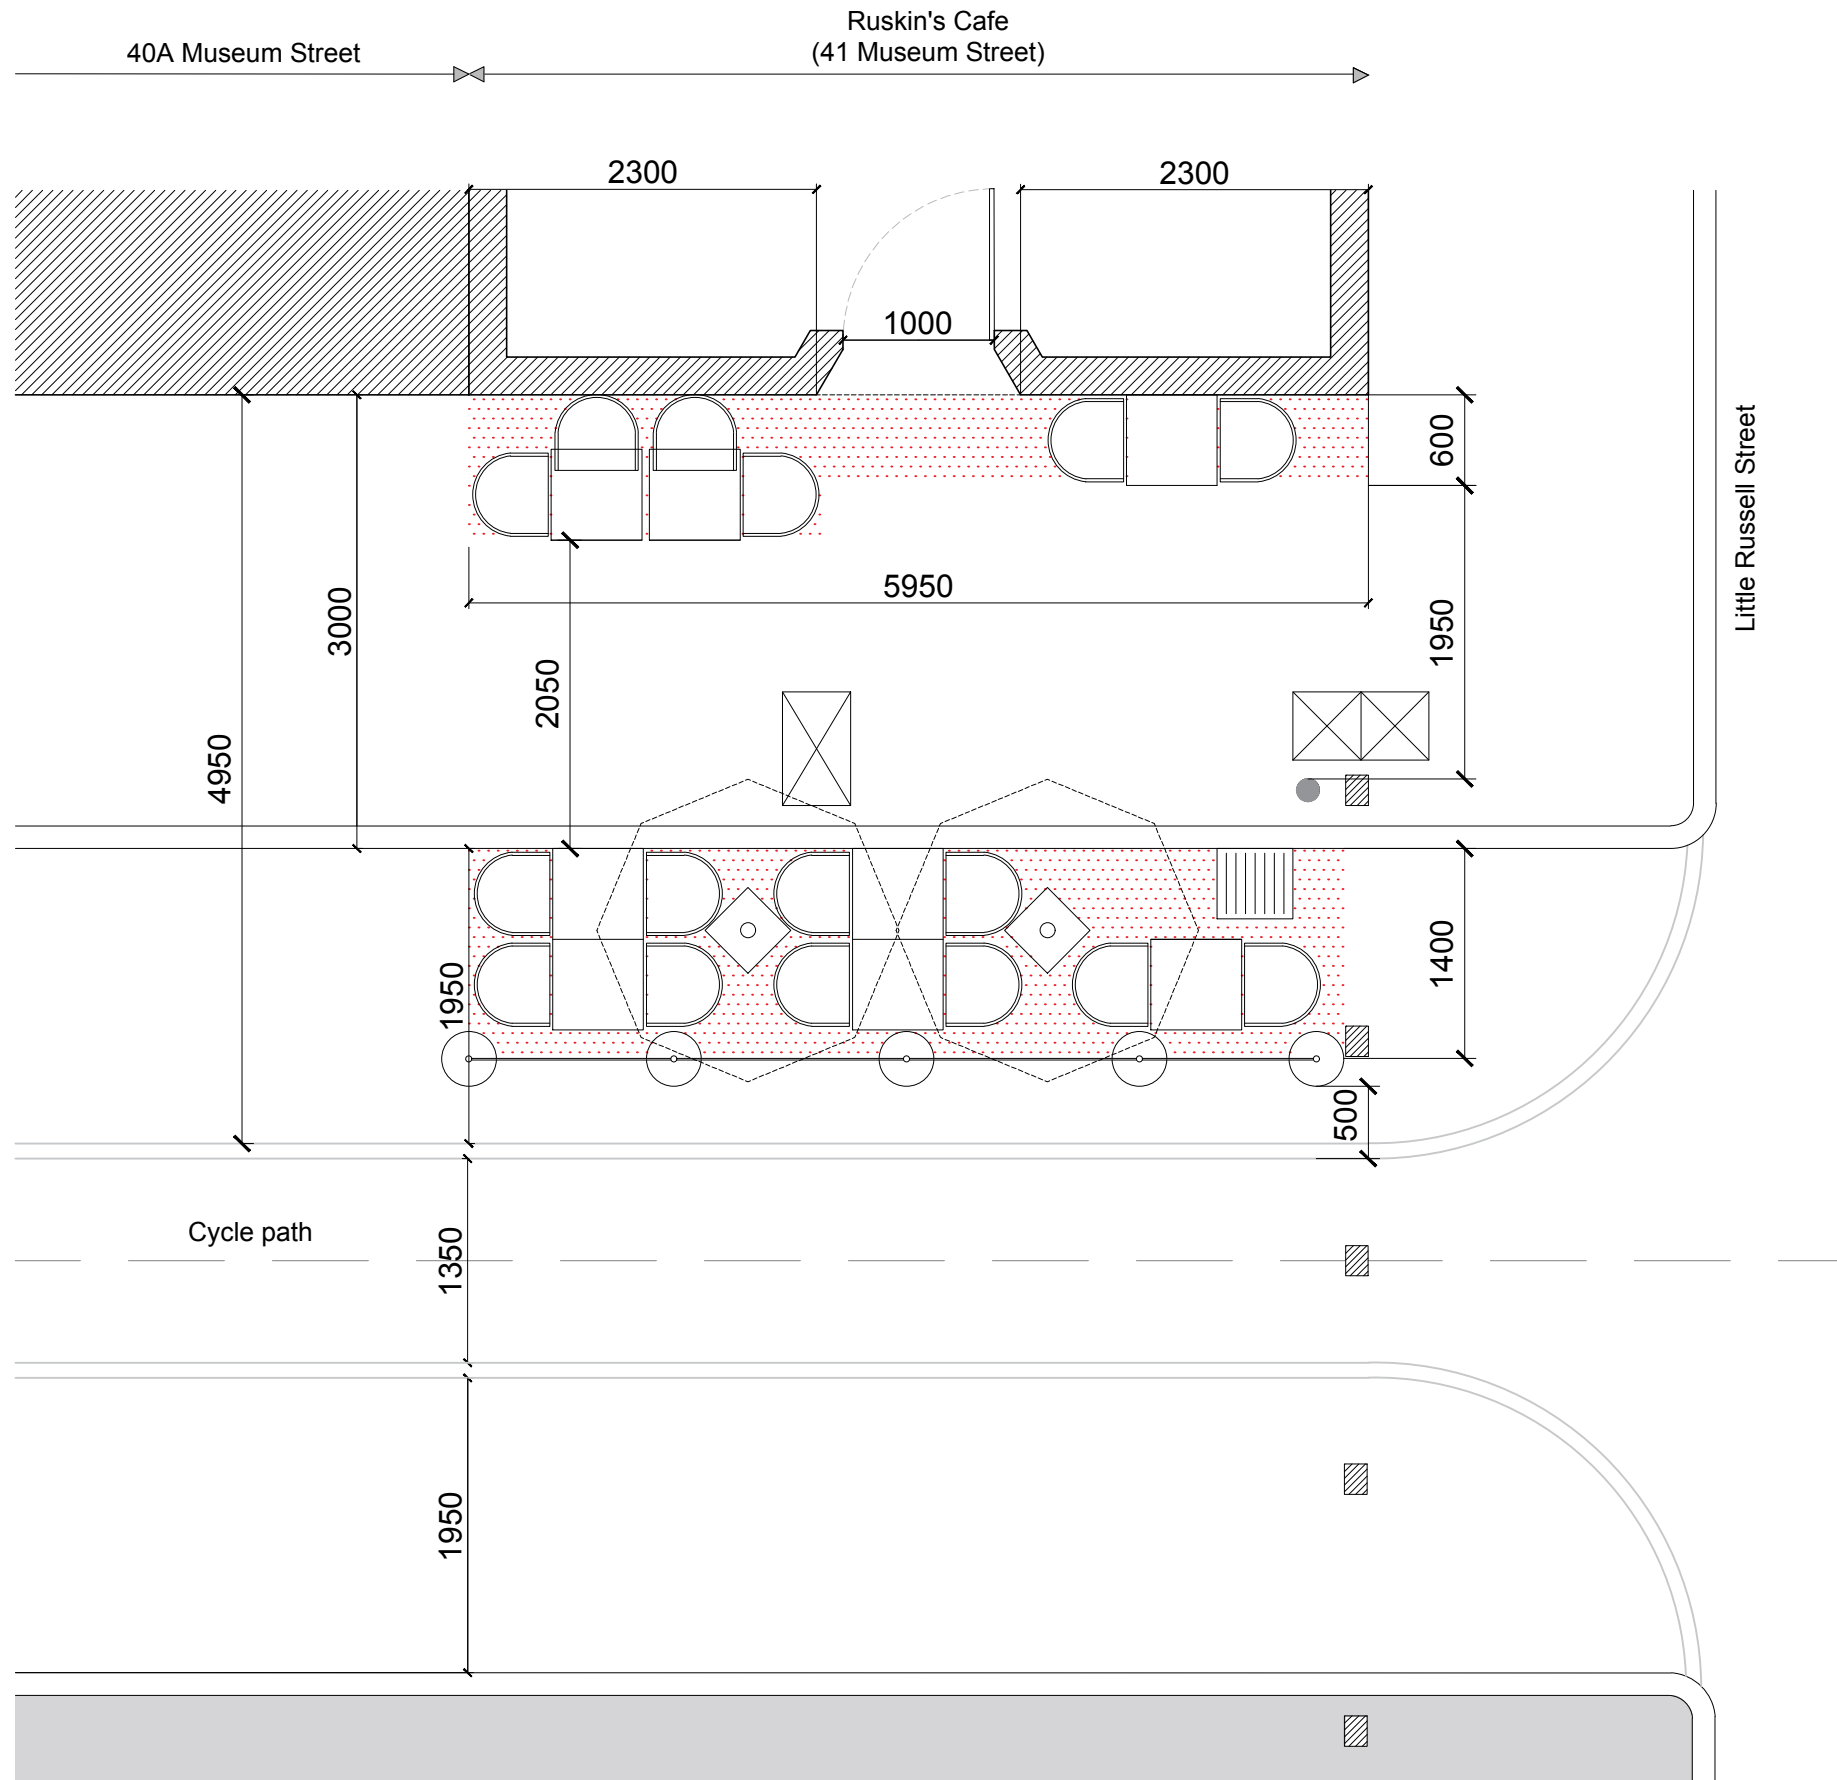 Ruskin's Cafe
40A Museum Street
(41 Museum Street)
2300
2300
1000
600
Little Russell Street
5950
3000
1950
2050
4950
1950
1400
500
Cycle path
1350
1950